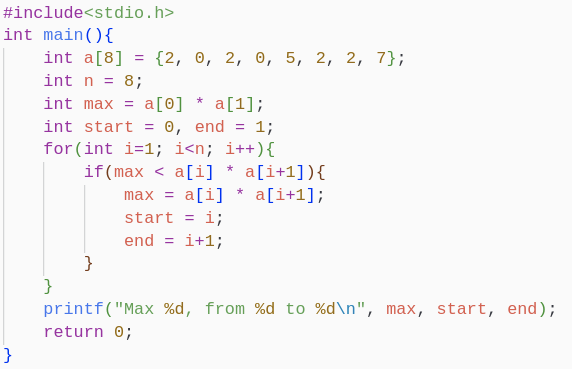 #include<stdio.h>
int main(){
    int a[8] = {2, 0, 2, 0, 5, 2, 2, 7};
    int n = 8;
    int max = a[0] * a[1];
    int start = 0, end = 1;
    for(int i=1; i<n; i++){
        if(max < a[i] * a[i+1]){
            max = a[i] * a[i+1];
            start = i;
            end = i+1;
        }
    }
    printf("Max %d, from %d to %d\n", max, start, end);
    return 0;
}